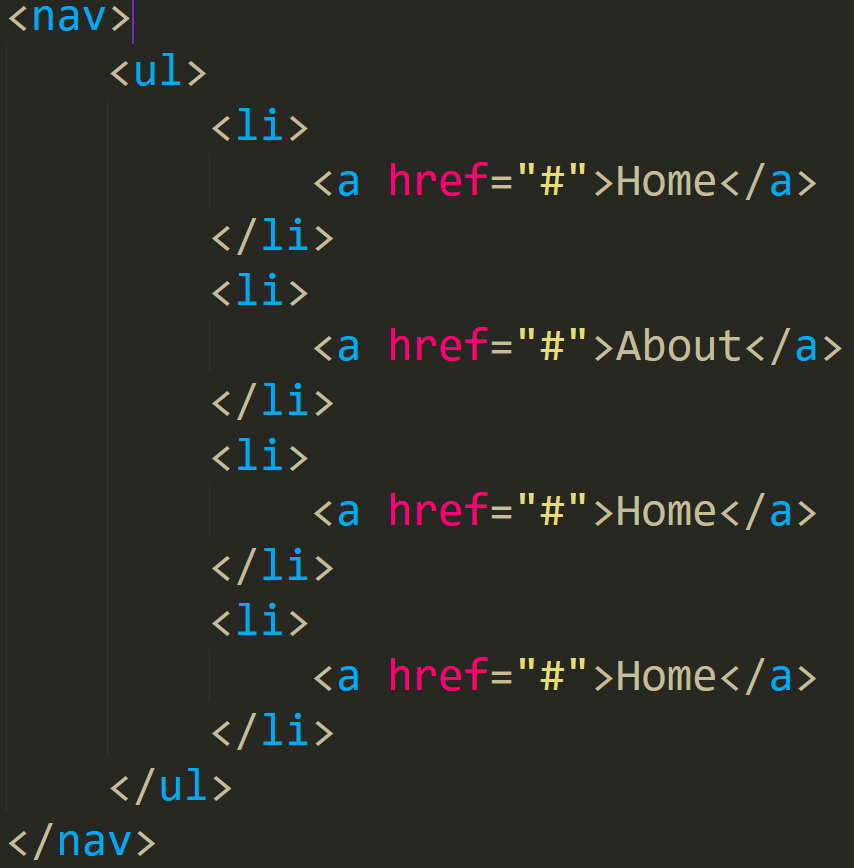 <nav>
    <ul>
        <li>
            <a href="#">Home</a>
        </li>
        <li>
            <a href="#">About</a>
        </li>
        <li>
            <a href="#">Home</a>
        </li>
        <li>
            <a href="#">Home</a>
        </li>
    </ul>
</nav>